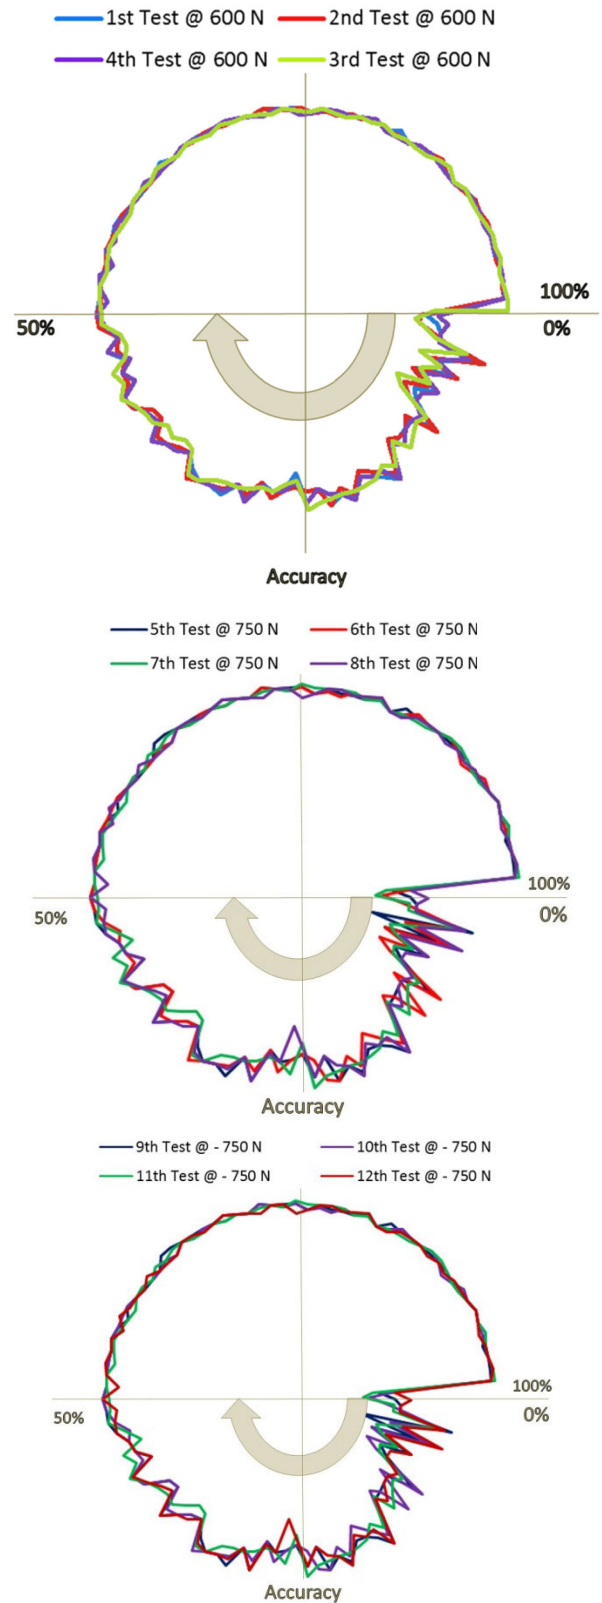 1st Test @ 600 N 2nd Test @ 600 N
4th Test @ 600 N 3rd Test @ 600 N
100%
50% 0%
Accuracy
5th Test @ 750 N 6th Test @ 750 N
7th Test @ 750 N 8th Test @ 750 N
100%
50% 0%
Accuracy
9th Test @ - 750 N 10th Test @ - 750 N
11th Test @ - 750 N 12th Test @ - 750 N
100%
50% 0%
Accuracy